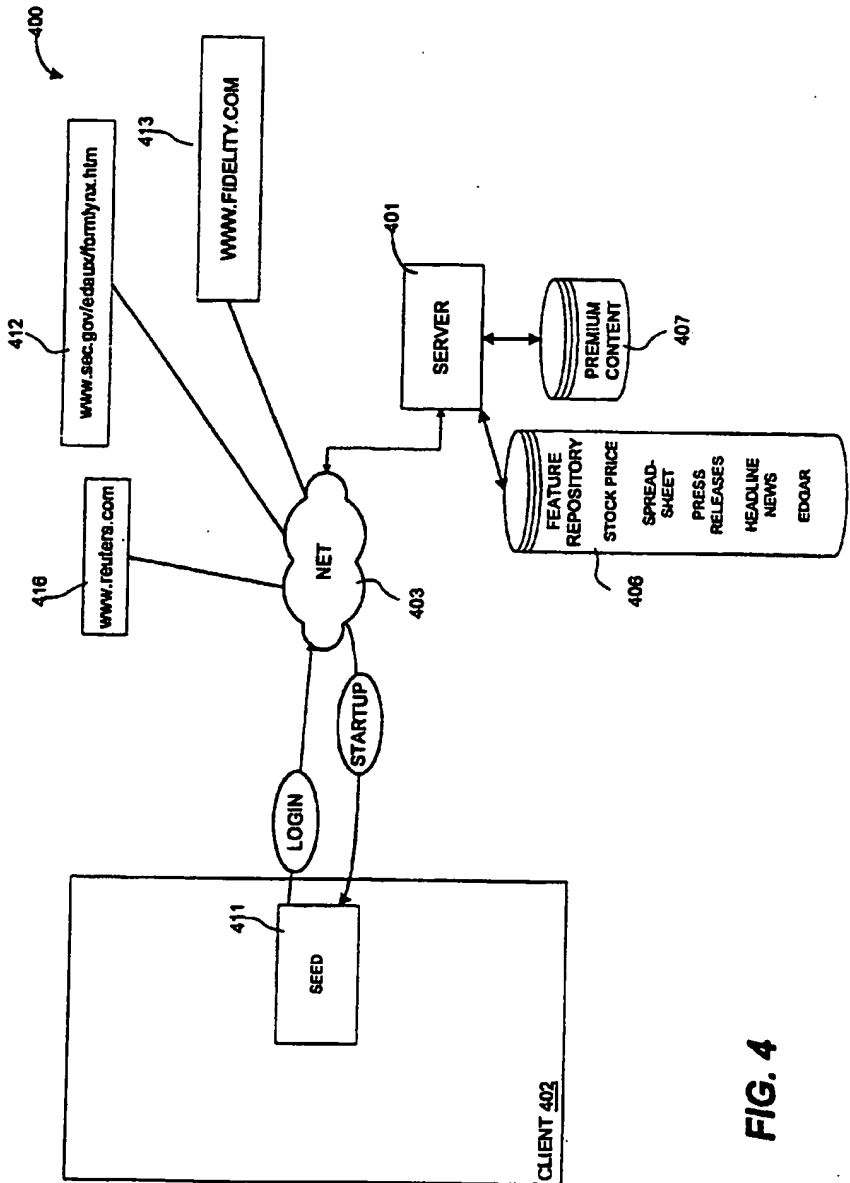 400
www.sec.gov/edaux/formlynx.htm
412
WWW.FIDELITY.COM
413
www.reuters.com
416
NET
403
SERVER
401
PREMIUM
CONTENT
407
FEATURE
REPOSITORY
STOCK PRICE
SPREAD-
SHEET
PRESS
RELEASES
HEADLINE
NEWS
EDGAR
406
LOGIN
STARTUP
411
SEED
CLIENT 402
FIG. 4